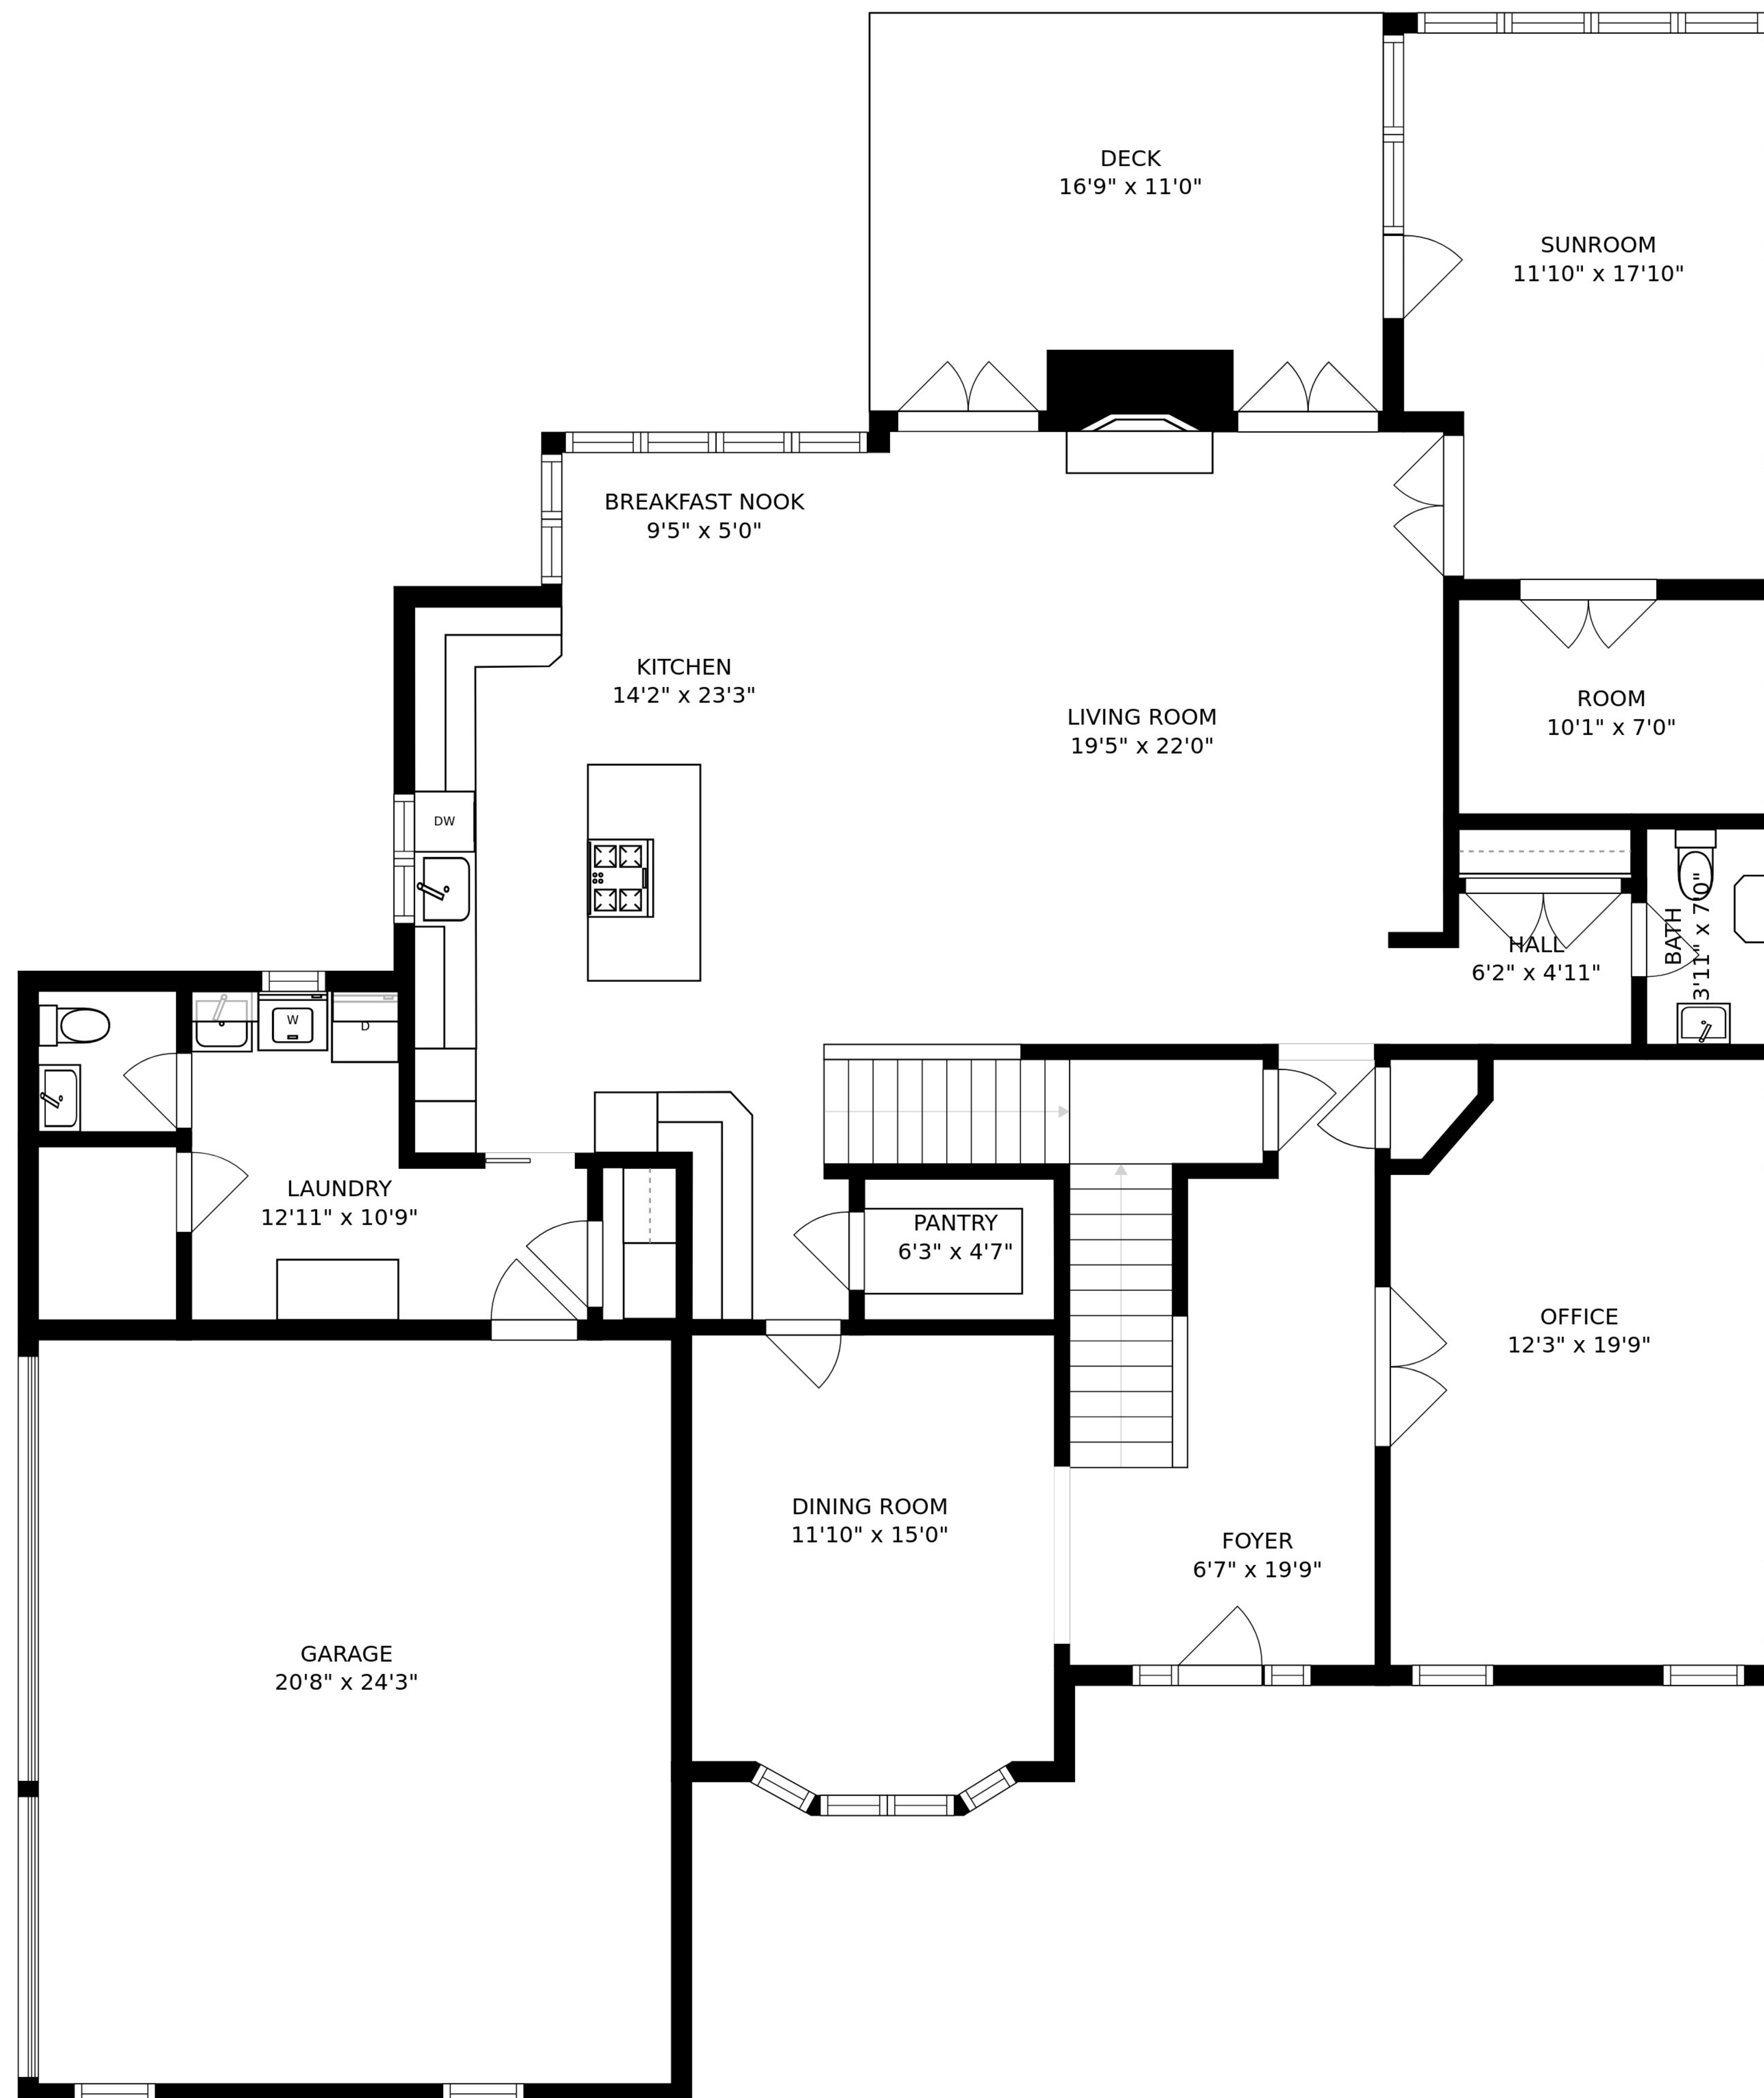 DECK
16'9" x 11'0"
SUNROOM
11'10" x 17'10"
BREAKFAST NOOK
9'5" x 5'0"
KITCHEN
14'2" x 23'3"
LIVING ROOM
19'5" x 22'0"
ROOM
10'1" x 7'0"
DW
HALL
6'2" x 4'11"
BATH
3'11" x 7'0"
W
D
LAUNDRY
12'11" x 10'9"
PANTRY
6'3" x 4'7"
OFFICE
12'3" x 19'9"
DINING ROOM
11'10" x 15'0"
FOYER
6'7" x 19'9"
GARAGE
20'8" x 24'3"